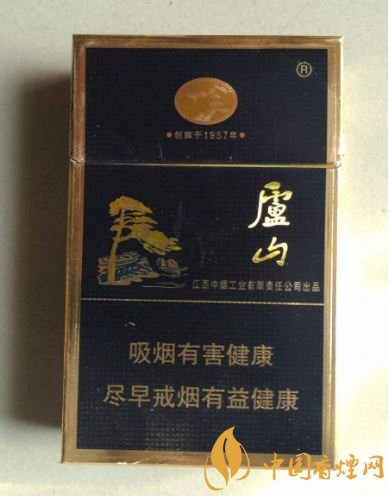 ®
创辉于1957年
廬山
江西中烟工业有限责任公司出品
吸烟有害健康
尽早戒烟有益健康
中国香煙网